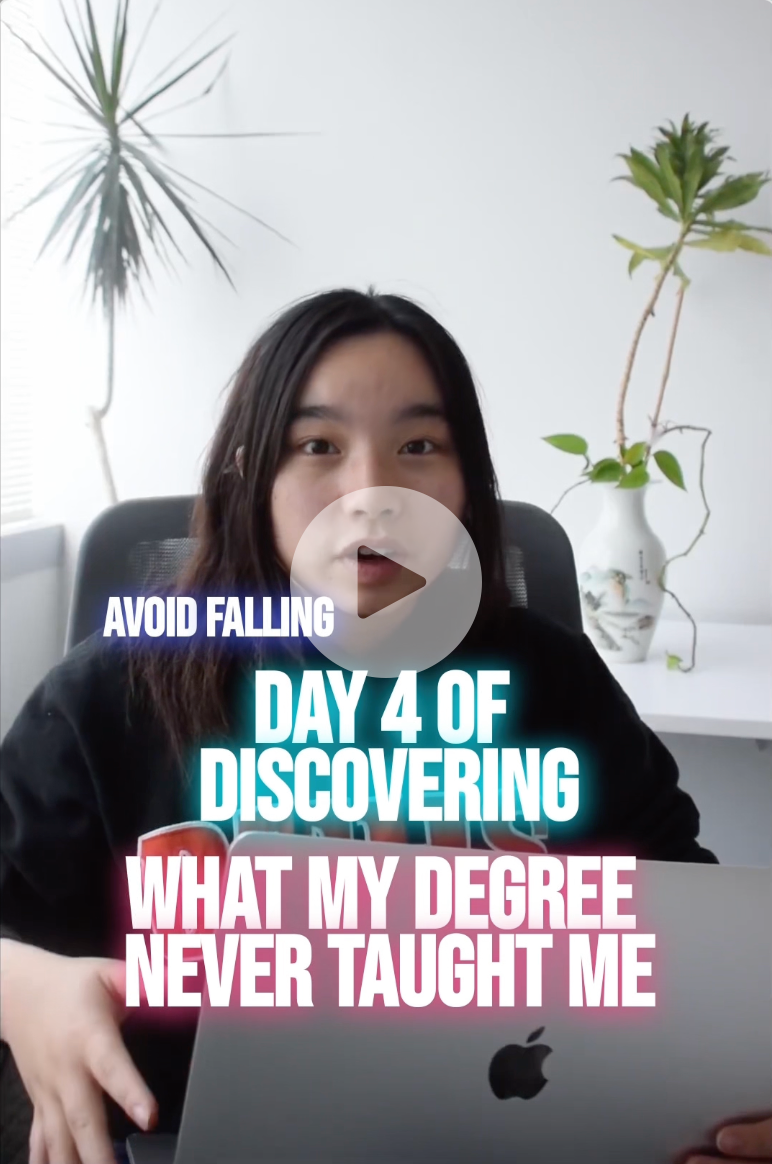 AVOID FALLING
DAY 4 OF
DISCOVERING
WHAT MY DEGREE
NEVER TAUGHT ME